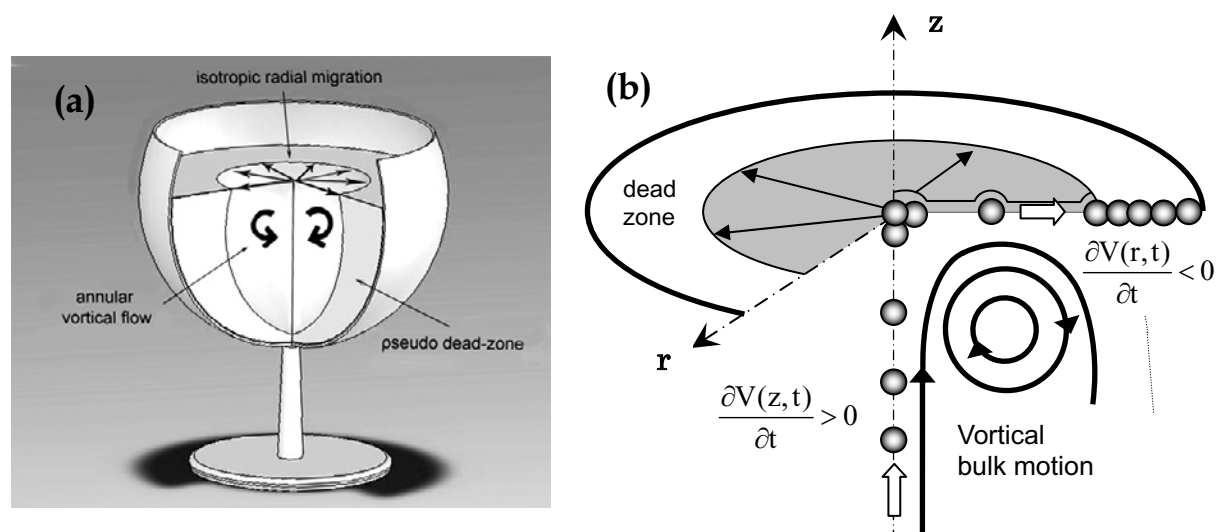 (a)
isotropic radial migration
annular
vortical flow
pseudo dead-zone
(b)
z
dead
zone
∂V(r,t)/∂t < 0
r
∂V(z,t)/∂t > 0
Vortical
bulk motion